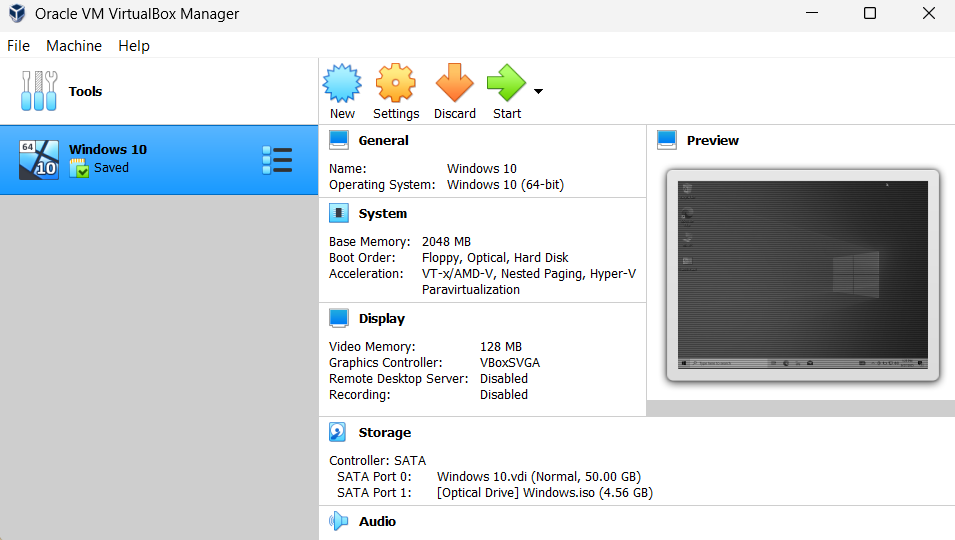 Oracle VM VirtualBox Manager
File Machine Help
Tools
New Settings Discard Start
64
10
Windows 10
Saved
General
Name: Windows 10
Operating System: Windows 10 (64-bit)
System
Base Memory: 2048 MB
Boot Order: Floppy, Optical, Hard Disk
Acceleration: VT-x/AMD-V, Nested Paging, Hyper-V
Paravirtualization
Display
Video Memory: 128 MB
Graphics Controller: VBoxSVGA
Remote Desktop Server: Disabled
Recording: Disabled
Preview
Storage
Controller: SATA
SATA Port 0: Windows 10.vdi (Normal, 50.00 GB)
SATA Port 1: [Optical Drive] Windows.iso (4.56 GB)
Audio